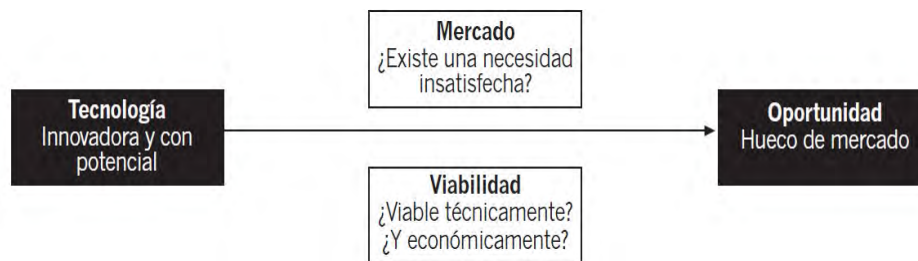 Mercado
¿Existe una necesidad
insatisfecha?
Tecnología
Innovadora y con
potencial
Oportunidad
Hueco de mercado
Viabilidad
¿Viable técnicamente?
¿Y económicamente?